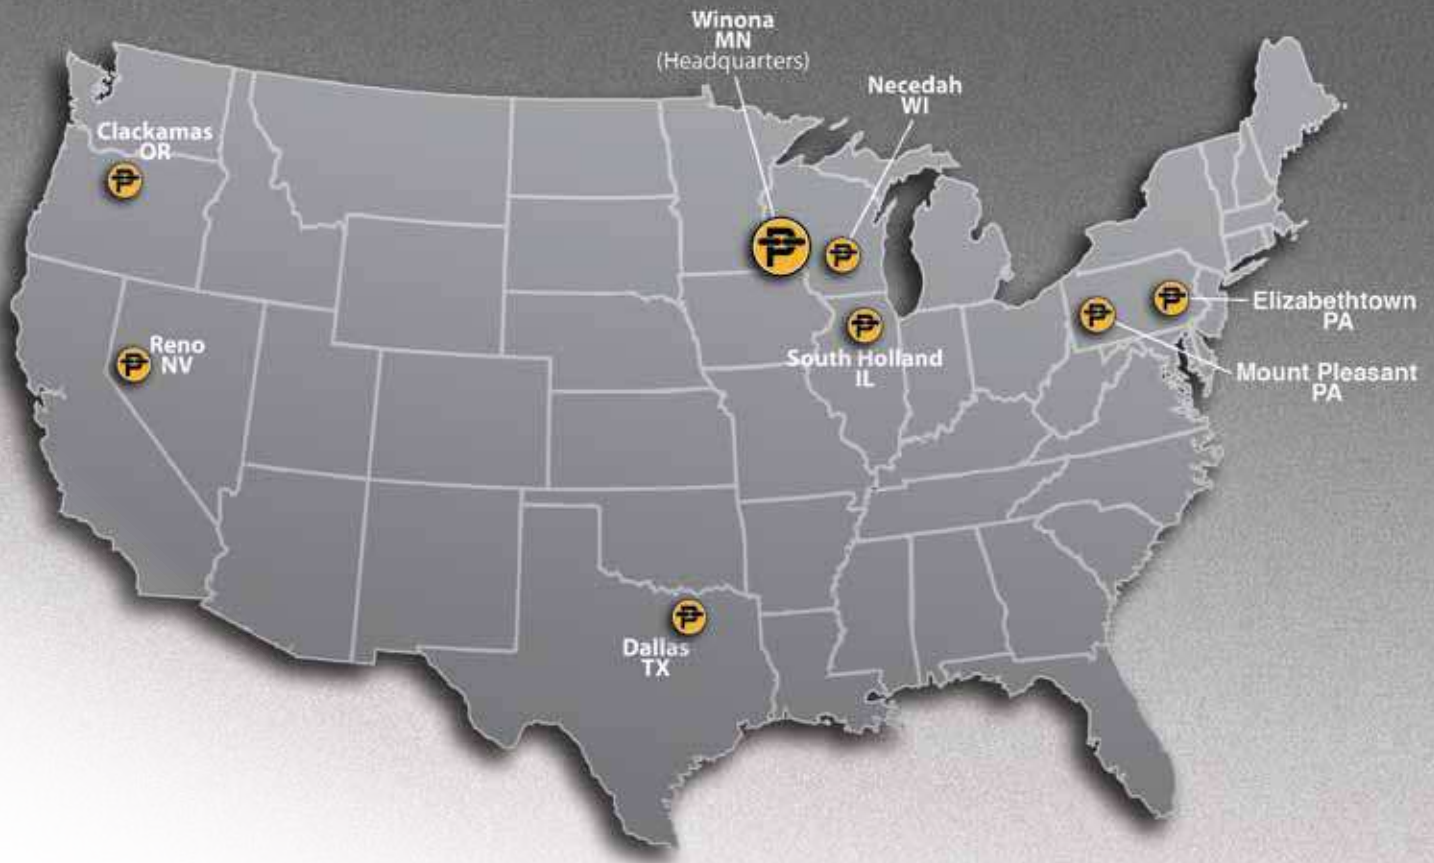 Winona
MN
(Headquarters)
Necedah
WI
Clackamas
OR
Elizabethtown
PA
Reno
NV
South Holland
IL
Mount Pleasant
PA
Dallas
TX